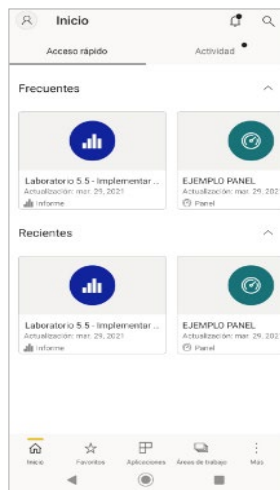 Inicio
Acceso rápido
Actividad
Frecuentes
Laboratorio 5.5 - Implementar ...
Actualización: mar. 29, 2021
Informe
EJEMPLO PANEL
Actualización: mar. 29, 202
Panel
Recientes
Laboratorio 5.5 - Implementar ...
Actualización: mar. 29, 2021
Informe
EJEMPLO PANEL
Actualización: mar. 29, 202
Panel
Inicio
Favoritos
Aplicaciones
Áreas de trabajo
Más